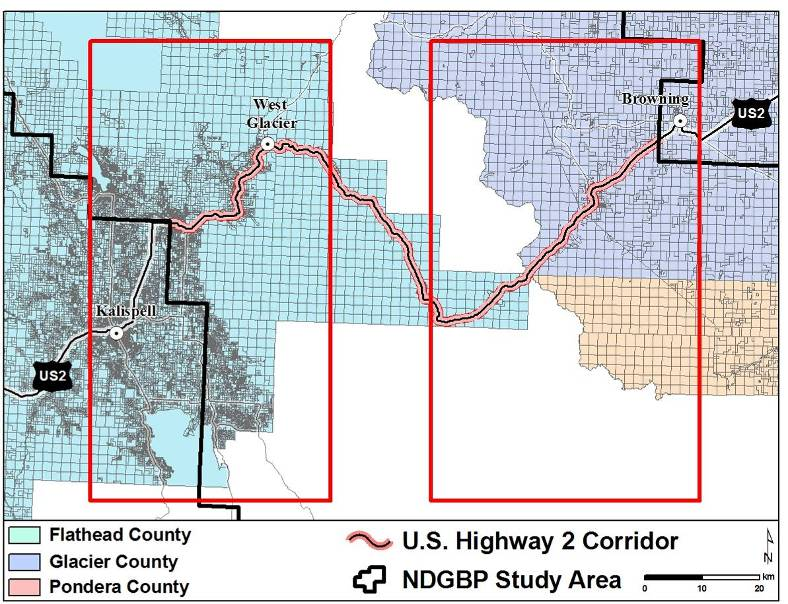 West
Glacier
Browning
US2
Kalispell
US2
Flathead County
Glacier County
Pondera County
U.S. Highway 2 Corridor
NDGBP Study Area
N
km
0 10 20